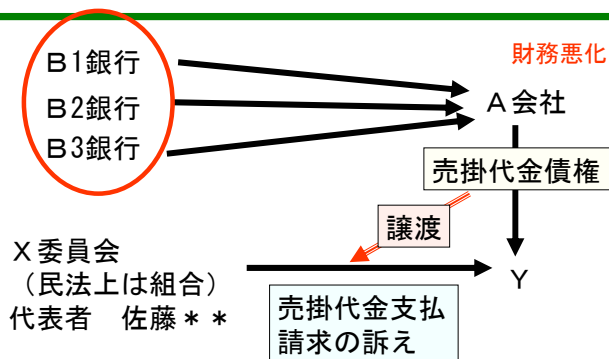 B1銀行
B2銀行
B3銀行
財務悪化
A会社
売掛代金債権
譲渡
X委員会
(民法上は組合)
代表者 佐藤**
Y
売掛代金支払
請求の訴え